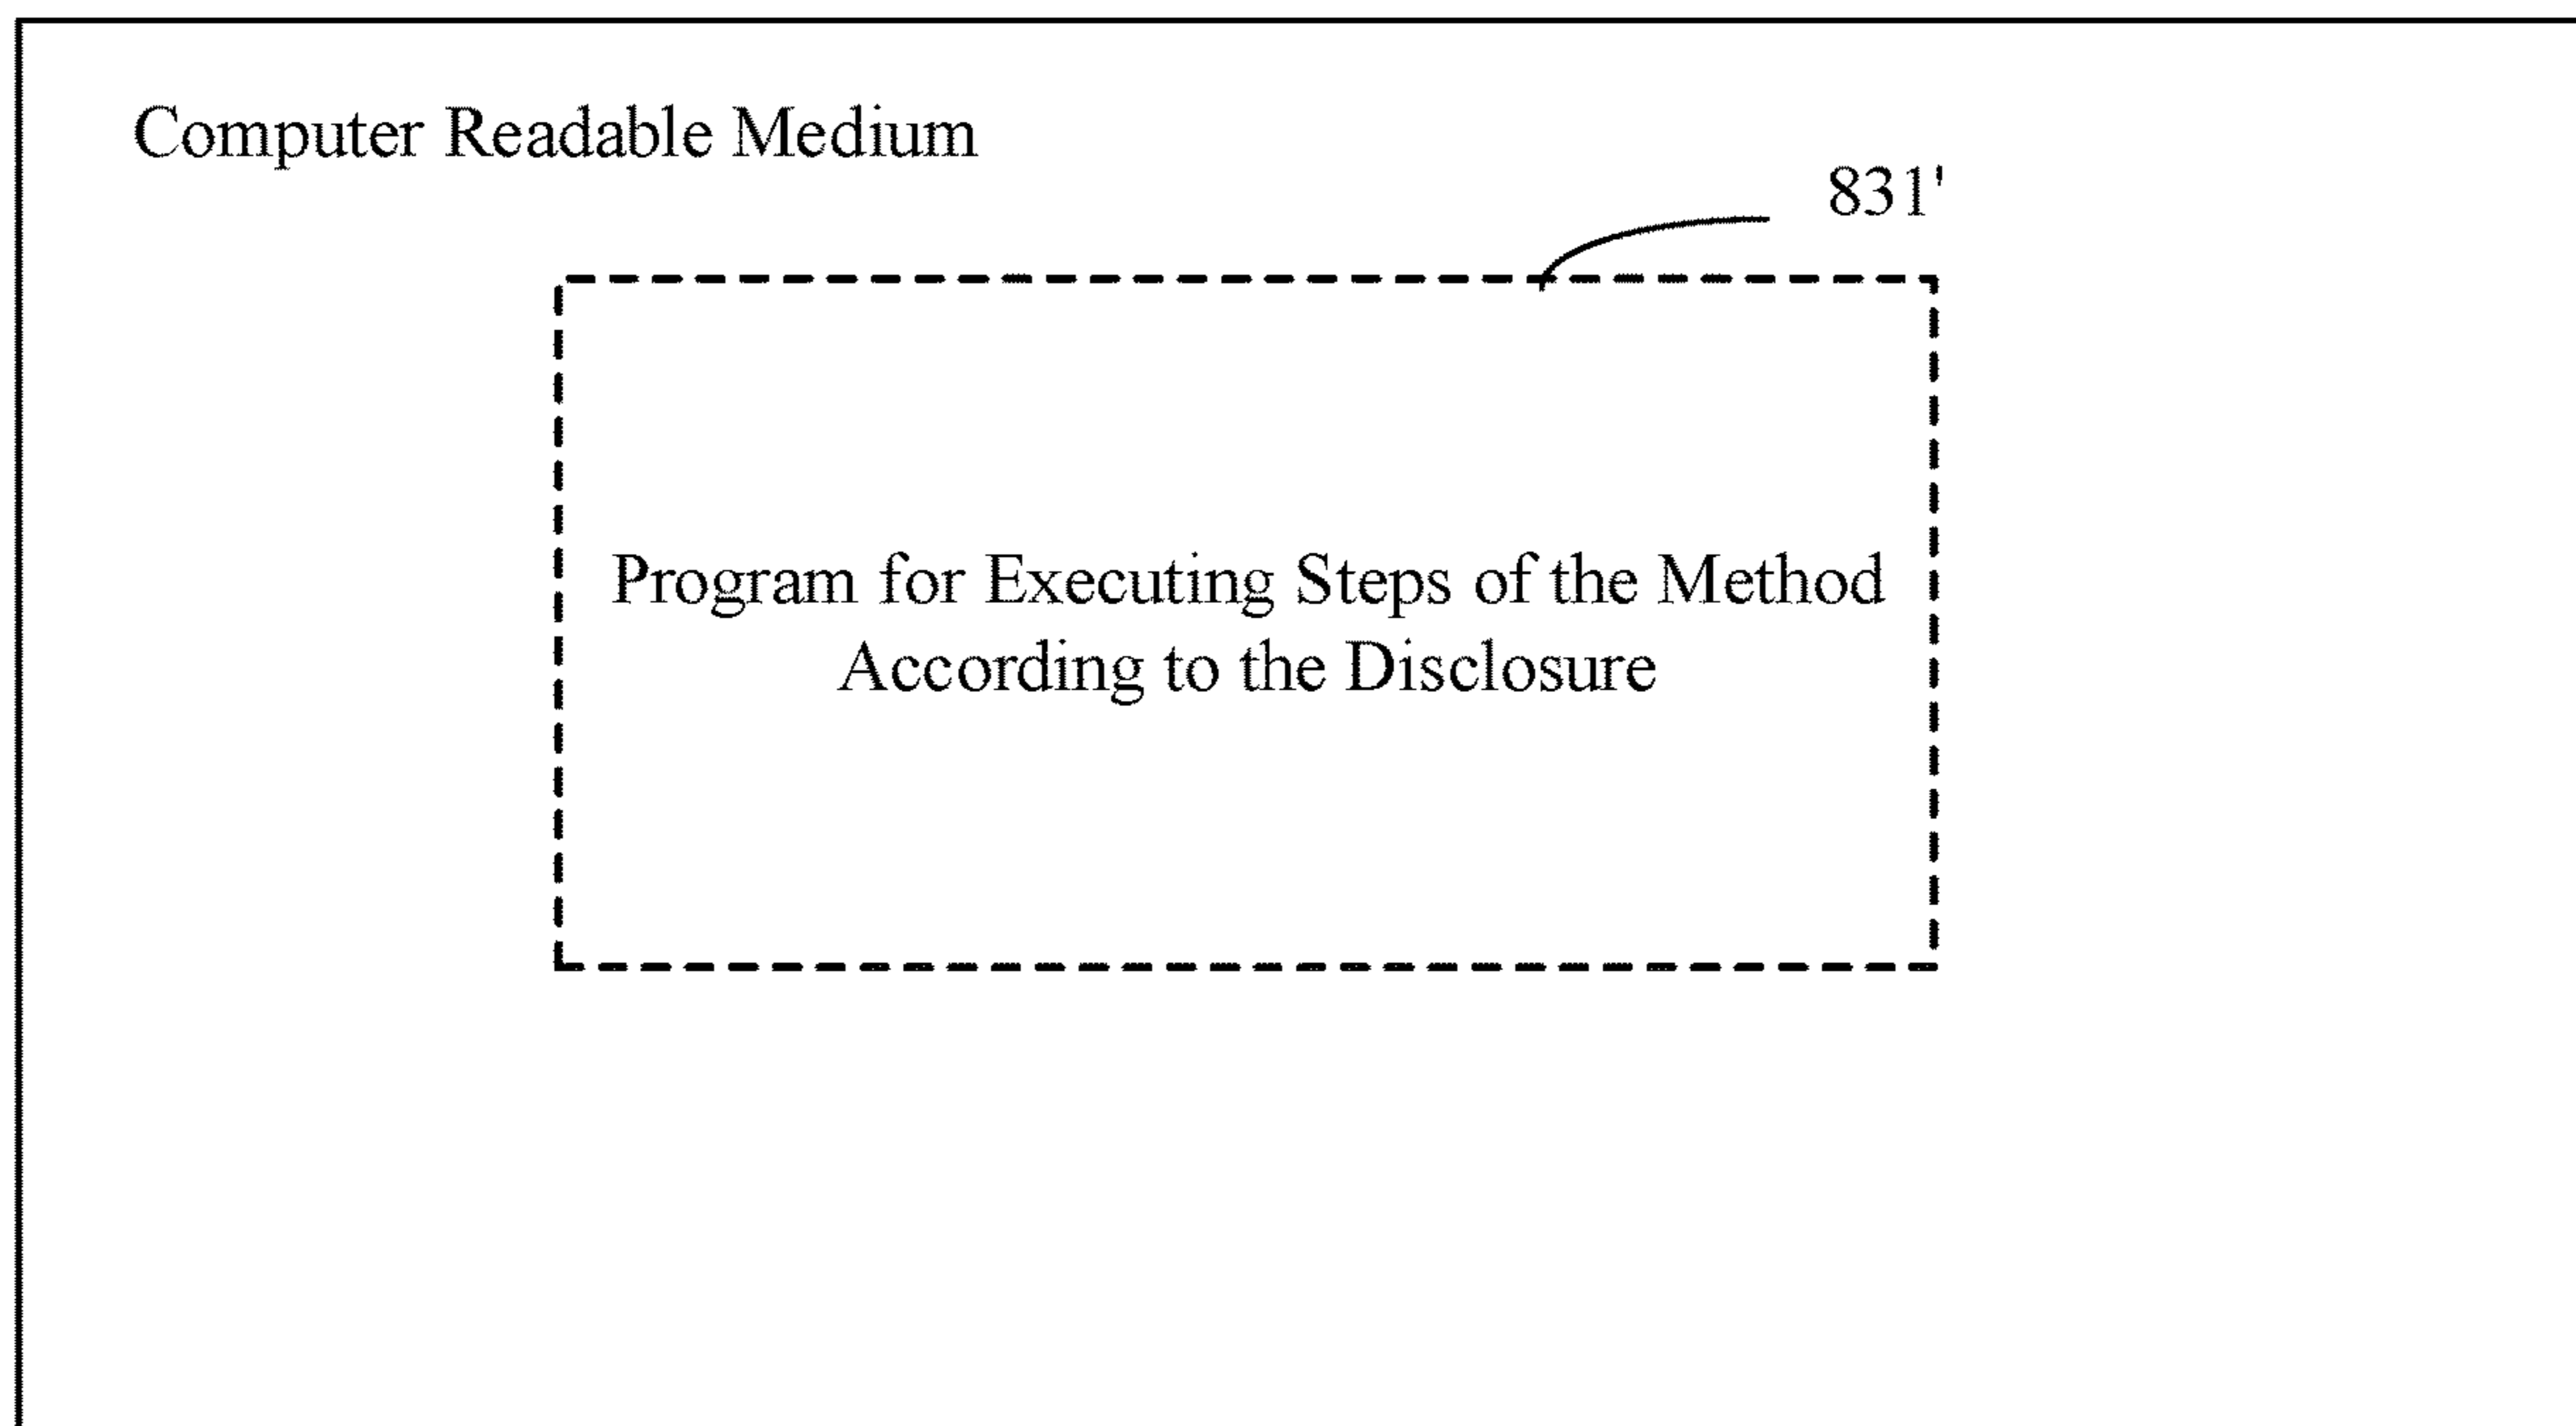 Computer Readable Medium
831'
Program for Executing Steps of the Method
According to the Disclosure